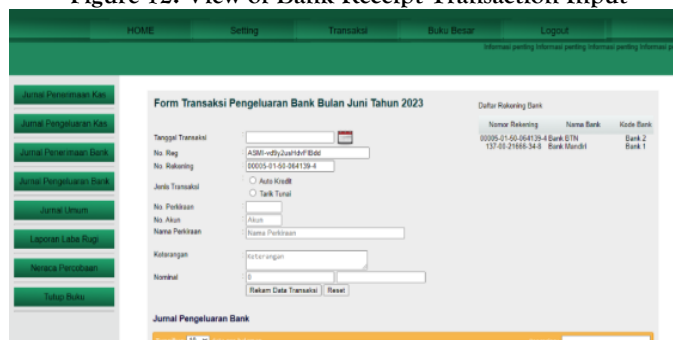 Figure 12. View of Bank Receipt Transaction Input
HOME Setting Transaksi Buku Besar Logout
Informasi penting Informasi penting Informasi penting Informasi p
Jurnal Penerimaan Kas
Jurnal Pengeluaran Kas
Jurnal Penerimaan Bank
Jurnal Pengeluaran Bank
Jurnal Umum
Laporan Laba Rugi
Neraca Percobaan
Tutup Buku
Form Transaksi Pengeluaran Bank Bulan Juni Tahun 2023
Tanggal Transaksi
No. Reg
No. Rekening 00005-01-60-064139-4
Jenis Transaksi
Auto Kredit
Tarik Tunai
No. Perkiraan
No. Akun Akun
Nama Perkiraan Nama Perkiraan
Keterangan Keterangan
Nominal 0
Rekam Data Transaksi Reset
Daftar Rekening Bank
Nomor Rekening Nama Bank Kode Bank
00005-01-60-064139-4 Bank BTN Bank 2
137-00-21666-34-8 Bank Mandiri Bank 1
Jurnal Pengeluaran Bank